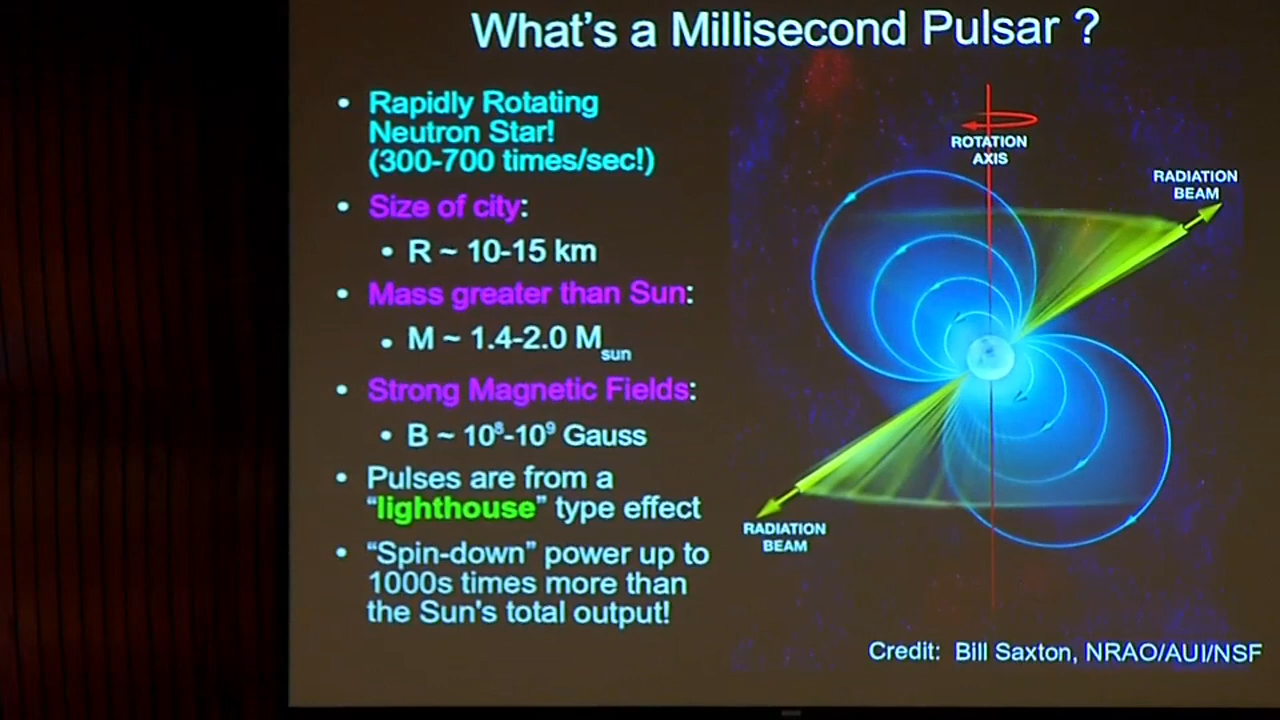 What's a Millisecond Pulsar ?
• Rapidly Rotating
Neutron Star!
(300-700 times/sec!)
• Size of city:
• R ~ 10-15 km
• Mass greater than Sun:
• M ~ 1.4-2.0 Msun
• Strong Magnetic Fields:
• B ~ 10⁸-10⁹ Gauss
• Pulses are from a
“lighthouse” type effect
• “Spin-down” power up to
1000s times more than
the Sun's total output!
ROTATION
AXIS
RADIATION
BEAM
RADIATION
BEAM
Credit: Bill Saxton, NRAO/AUI/NSF